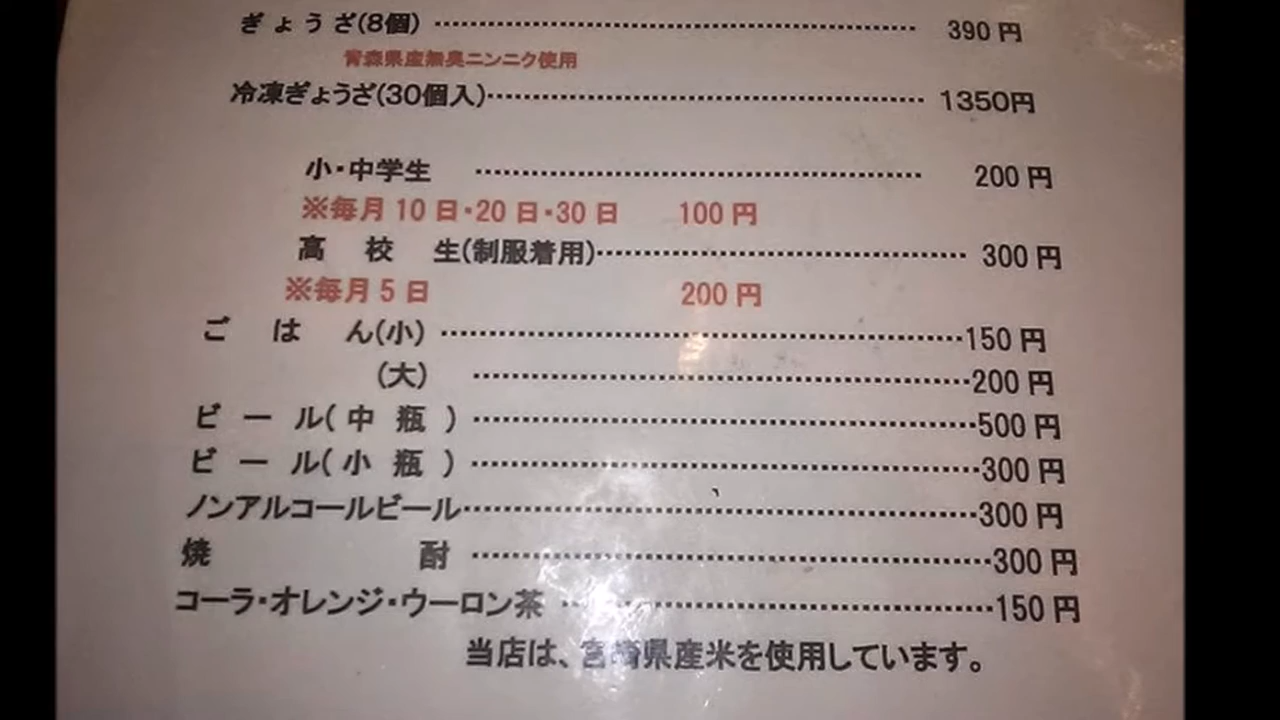 ぎょうざ(8個) ……………………………… 390円
青森県産無臭ニンニク使用
冷凍ぎょうざ(30個入)……………………………… 1350円
小・中学生 ……………………………… 200円
※毎月10日・20日・30日 100円
高校生(制服着用)……………………………… 300円
※毎月5日 200円
ごはん(小) ………………………………150円
(大) ………………………………200円
ビール(中瓶) ………………………………500円
ビール(小瓶) ………………………………300円
ノンアルコールビール………………………………300円
焼酎 ………………………………300円
コーラ・オレンジ・ウーロン茶 ………………………………150円
当店は、宮崎県産米を使用しています。